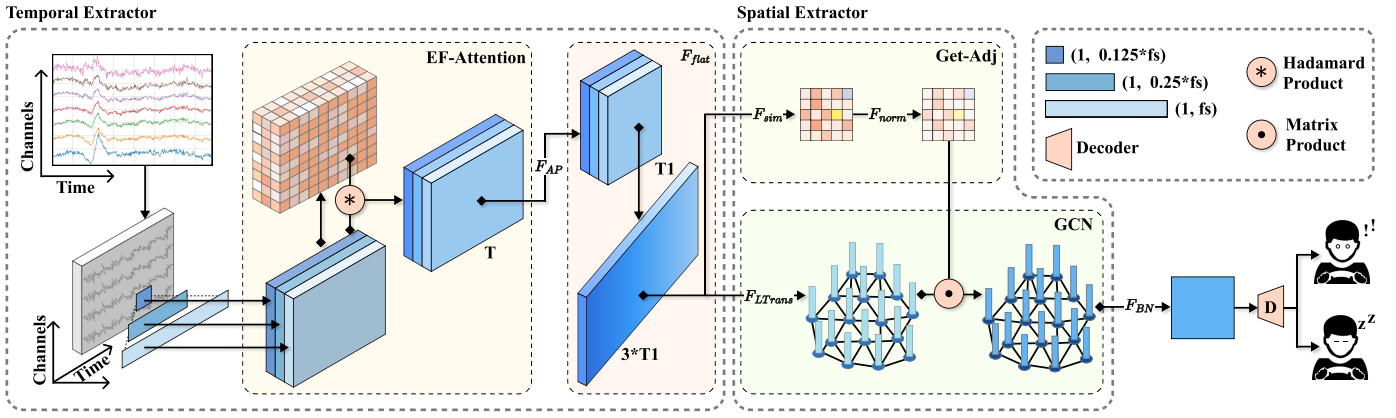 Temporal Extractor
Channels
Time
Channels
Time
EF-Attention
*
T
F_AP
F_flat
T1
3*T1
Spatial Extractor
Get-Adj
F_sim
F_norm
GCN
F_LTrans
F_BN
D
!!
z z
(1, 0.125*fs)
(1, 0.25*fs)
(1, fs)
Decoder
*
Hadamard
Product
Matrix
Product